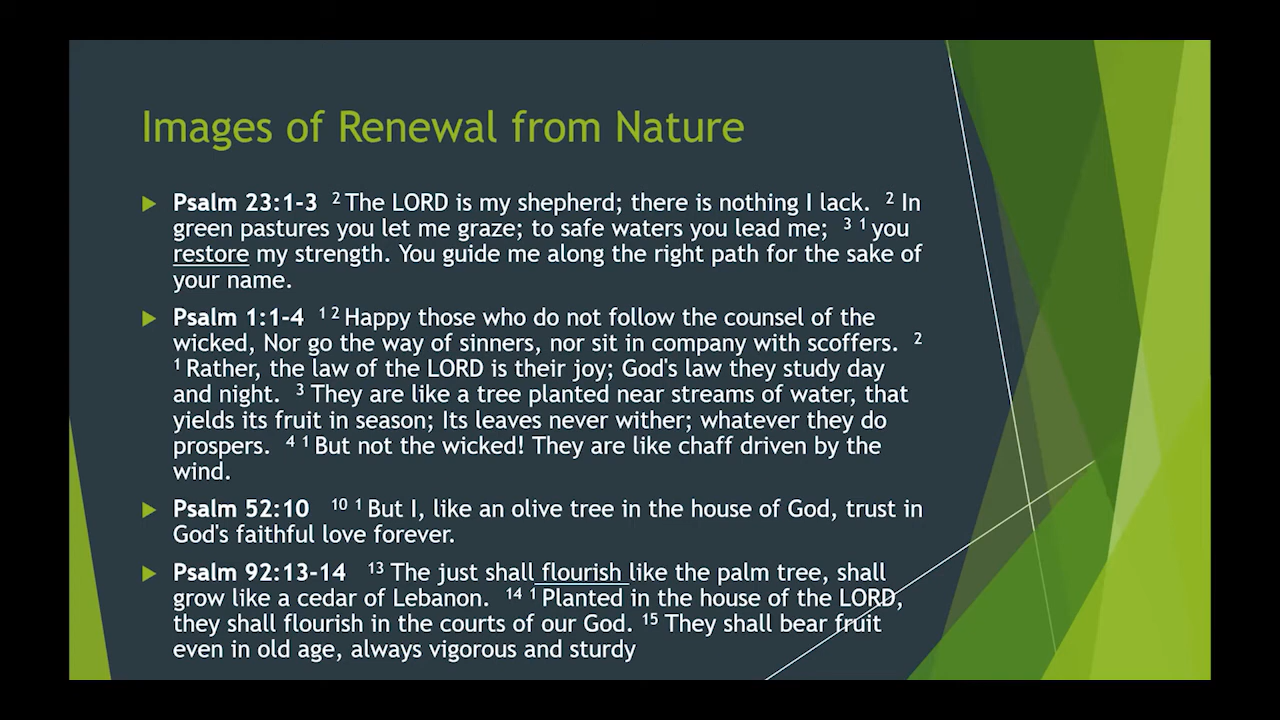 Images of Renewal from Nature
Psalm 23:1-3 2 The LORD is my shepherd; there is nothing I lack. 2 In
green pastures you let me graze; to safe waters you lead me; 3 1 you
restore my strength. You guide me along the right path for the sake of
your name.
Psalm 1:1-4 1 2 Happy those who do not follow the counsel of the
wicked, Nor go the way of sinners, nor sit in company with scoffers. 2
1 Rather, the law of the LORD is their joy; God's law they study day
and night. 3 They are like a tree planted near streams of water, that
yields its fruit in season; Its leaves never wither; whatever they do
prospers. 4 1 But not the wicked! They are like chaff driven by the
wind.
Psalm 52:10 10 1 But I, like an olive tree in the house of God, trust in
God's faithful love forever.
Psalm 92:13-14 13 The just shall flourish like the palm tree, shall
grow like a cedar of Lebanon. 14 1 Planted in the house of the LORD,
they shall flourish in the courts of our God. 15 They shall bear fruit
even in old age, always vigorous and sturdy